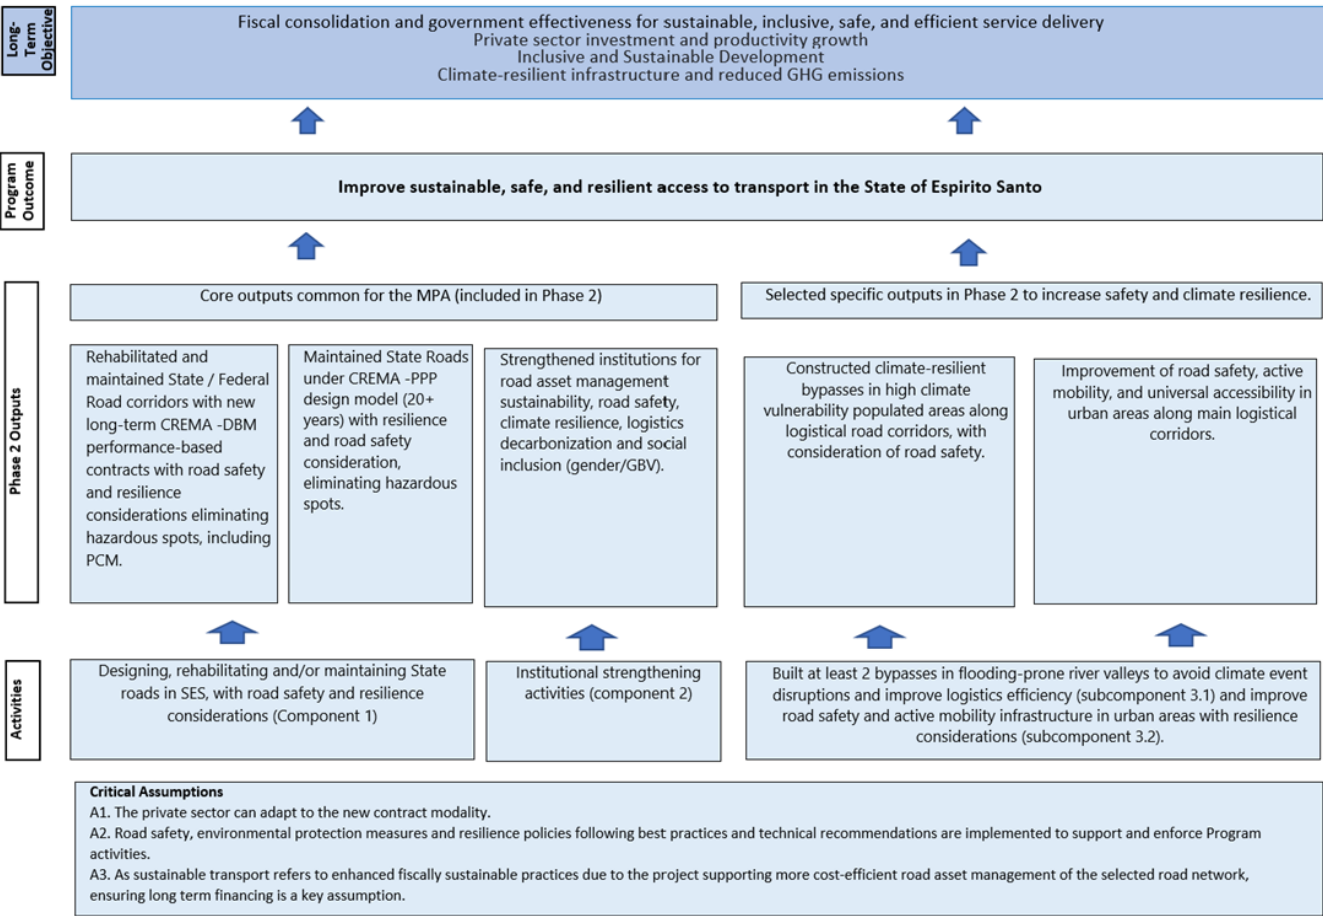 Long-
Term
Objective
Fiscal consolidation and government effectiveness for sustainable, inclusive, safe, and efficient service delivery
Private sector investment and productivity growth
Inclusive and Sustainable Development
Climate-resilient infrastructure and reduced GHG emissions
Program
Outcome
Improve sustainable, safe, and resilient access to transport in the State of Espirito Santo
Phase 2 Outputs
Core outputs common for the MPA (included in Phase 2)
Selected specific outputs in Phase 2 to increase safety and climate resilience.
Rehabilitated and
maintained State / Federal
Road corridors with new
long-term CREMA -DBM
performance-based
contracts with road safety
and resilience
considerations eliminating
hazardous spots, including
PCM.
Maintained State Roads
under CREMA -PPP
design model (20+
years) with resilience
and road safety
consideration,
eliminating hazardous
spots.
Strengthened institutions for
road asset management
sustainability, road safety,
climate resilience, logistics
decarbonization and social
inclusion (gender/GBV).
Constructed climate-resilient
bypasses in high climate
vulnerability populated areas along
logistical road corridors, with
consideration of road safety.
Improvement of road safety, active
mobility, and universal accessibility in
urban areas along main logistical
corridors.
Activities
Designing, rehabilitating and/or maintaining State
roads in SES, with road safety and resilience
considerations (Component 1)
Institutional strengthening
activities (component 2)
Built at least 2 bypasses in flooding-prone river valleys to avoid climate event
disruptions and improve logistics efficiency (subcomponent 3.1) and improve
road safety and active mobility infrastructure in urban areas with resilience
considerations (subcomponent 3.2).
Critical Assumptions
A1. The private sector can adapt to the new contract modality.
A2. Road safety, environmental protection measures and resilience policies following best practices and technical recommendations are implemented to support and enforce Program
activities.
A3. As sustainable transport refers to enhanced fiscally sustainable practices due to the project supporting more cost-efficient road asset management of the selected road network,
ensuring long term financing is a key assumption.